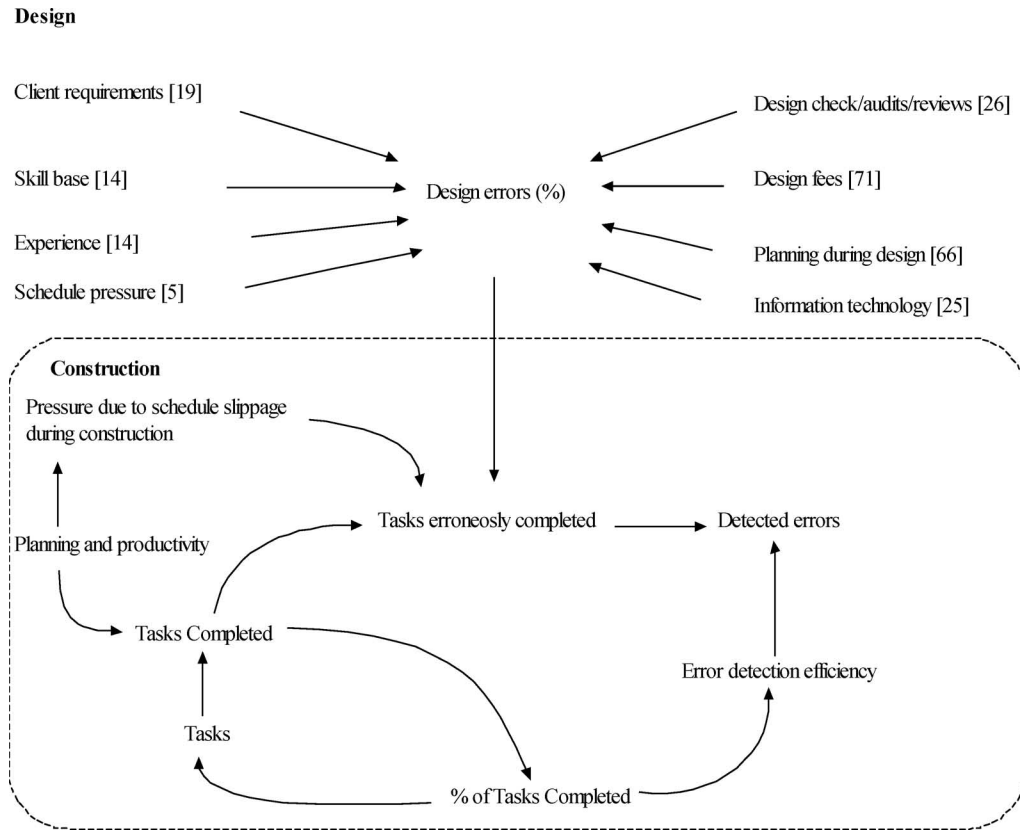 Design
Client requirements [19]
Design check/audits/reviews [26]
Skill base [14]
Design errors (%)
Design fees [71]
Experience [14]
Planning during design [66]
Schedule pressure [5]
Information technology [25]
Construction
Pressure due to schedule slippage
during construction
Tasks erroneosly completed
Detected errors
Planning and productivity
Tasks Completed
Error detection efficiency
Tasks
% of Tasks Completed